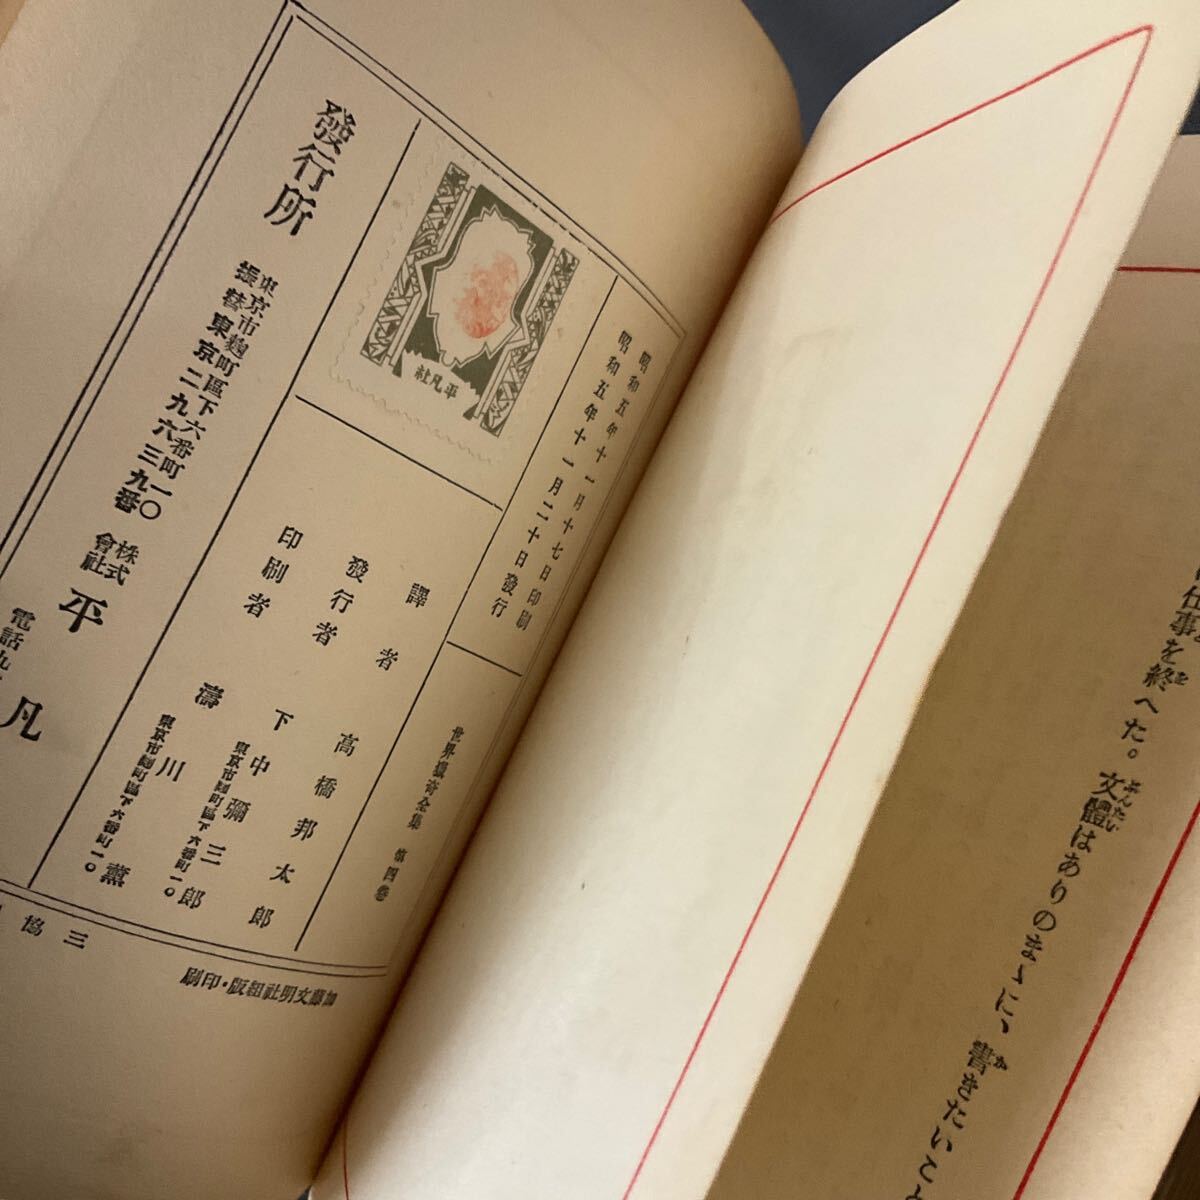 仕事を終へた。文體はありのまゝに、書きたいこと
昭和五年十一月十七日印刷
昭和五年十一月二十日發行
平凡社
世界獵奇全集 第四卷
譯者 高橋邦太郎
發行者 下中彌三郎
東京市麹町區下六番町一〇
印刷者 濤川薫
東京市麹町區下六番町一〇
發行所
東京市麹町區下六番町一〇
振替東京二九六三九番
株式會社 平凡
電話九
加藤文明社組版・印刷
三協